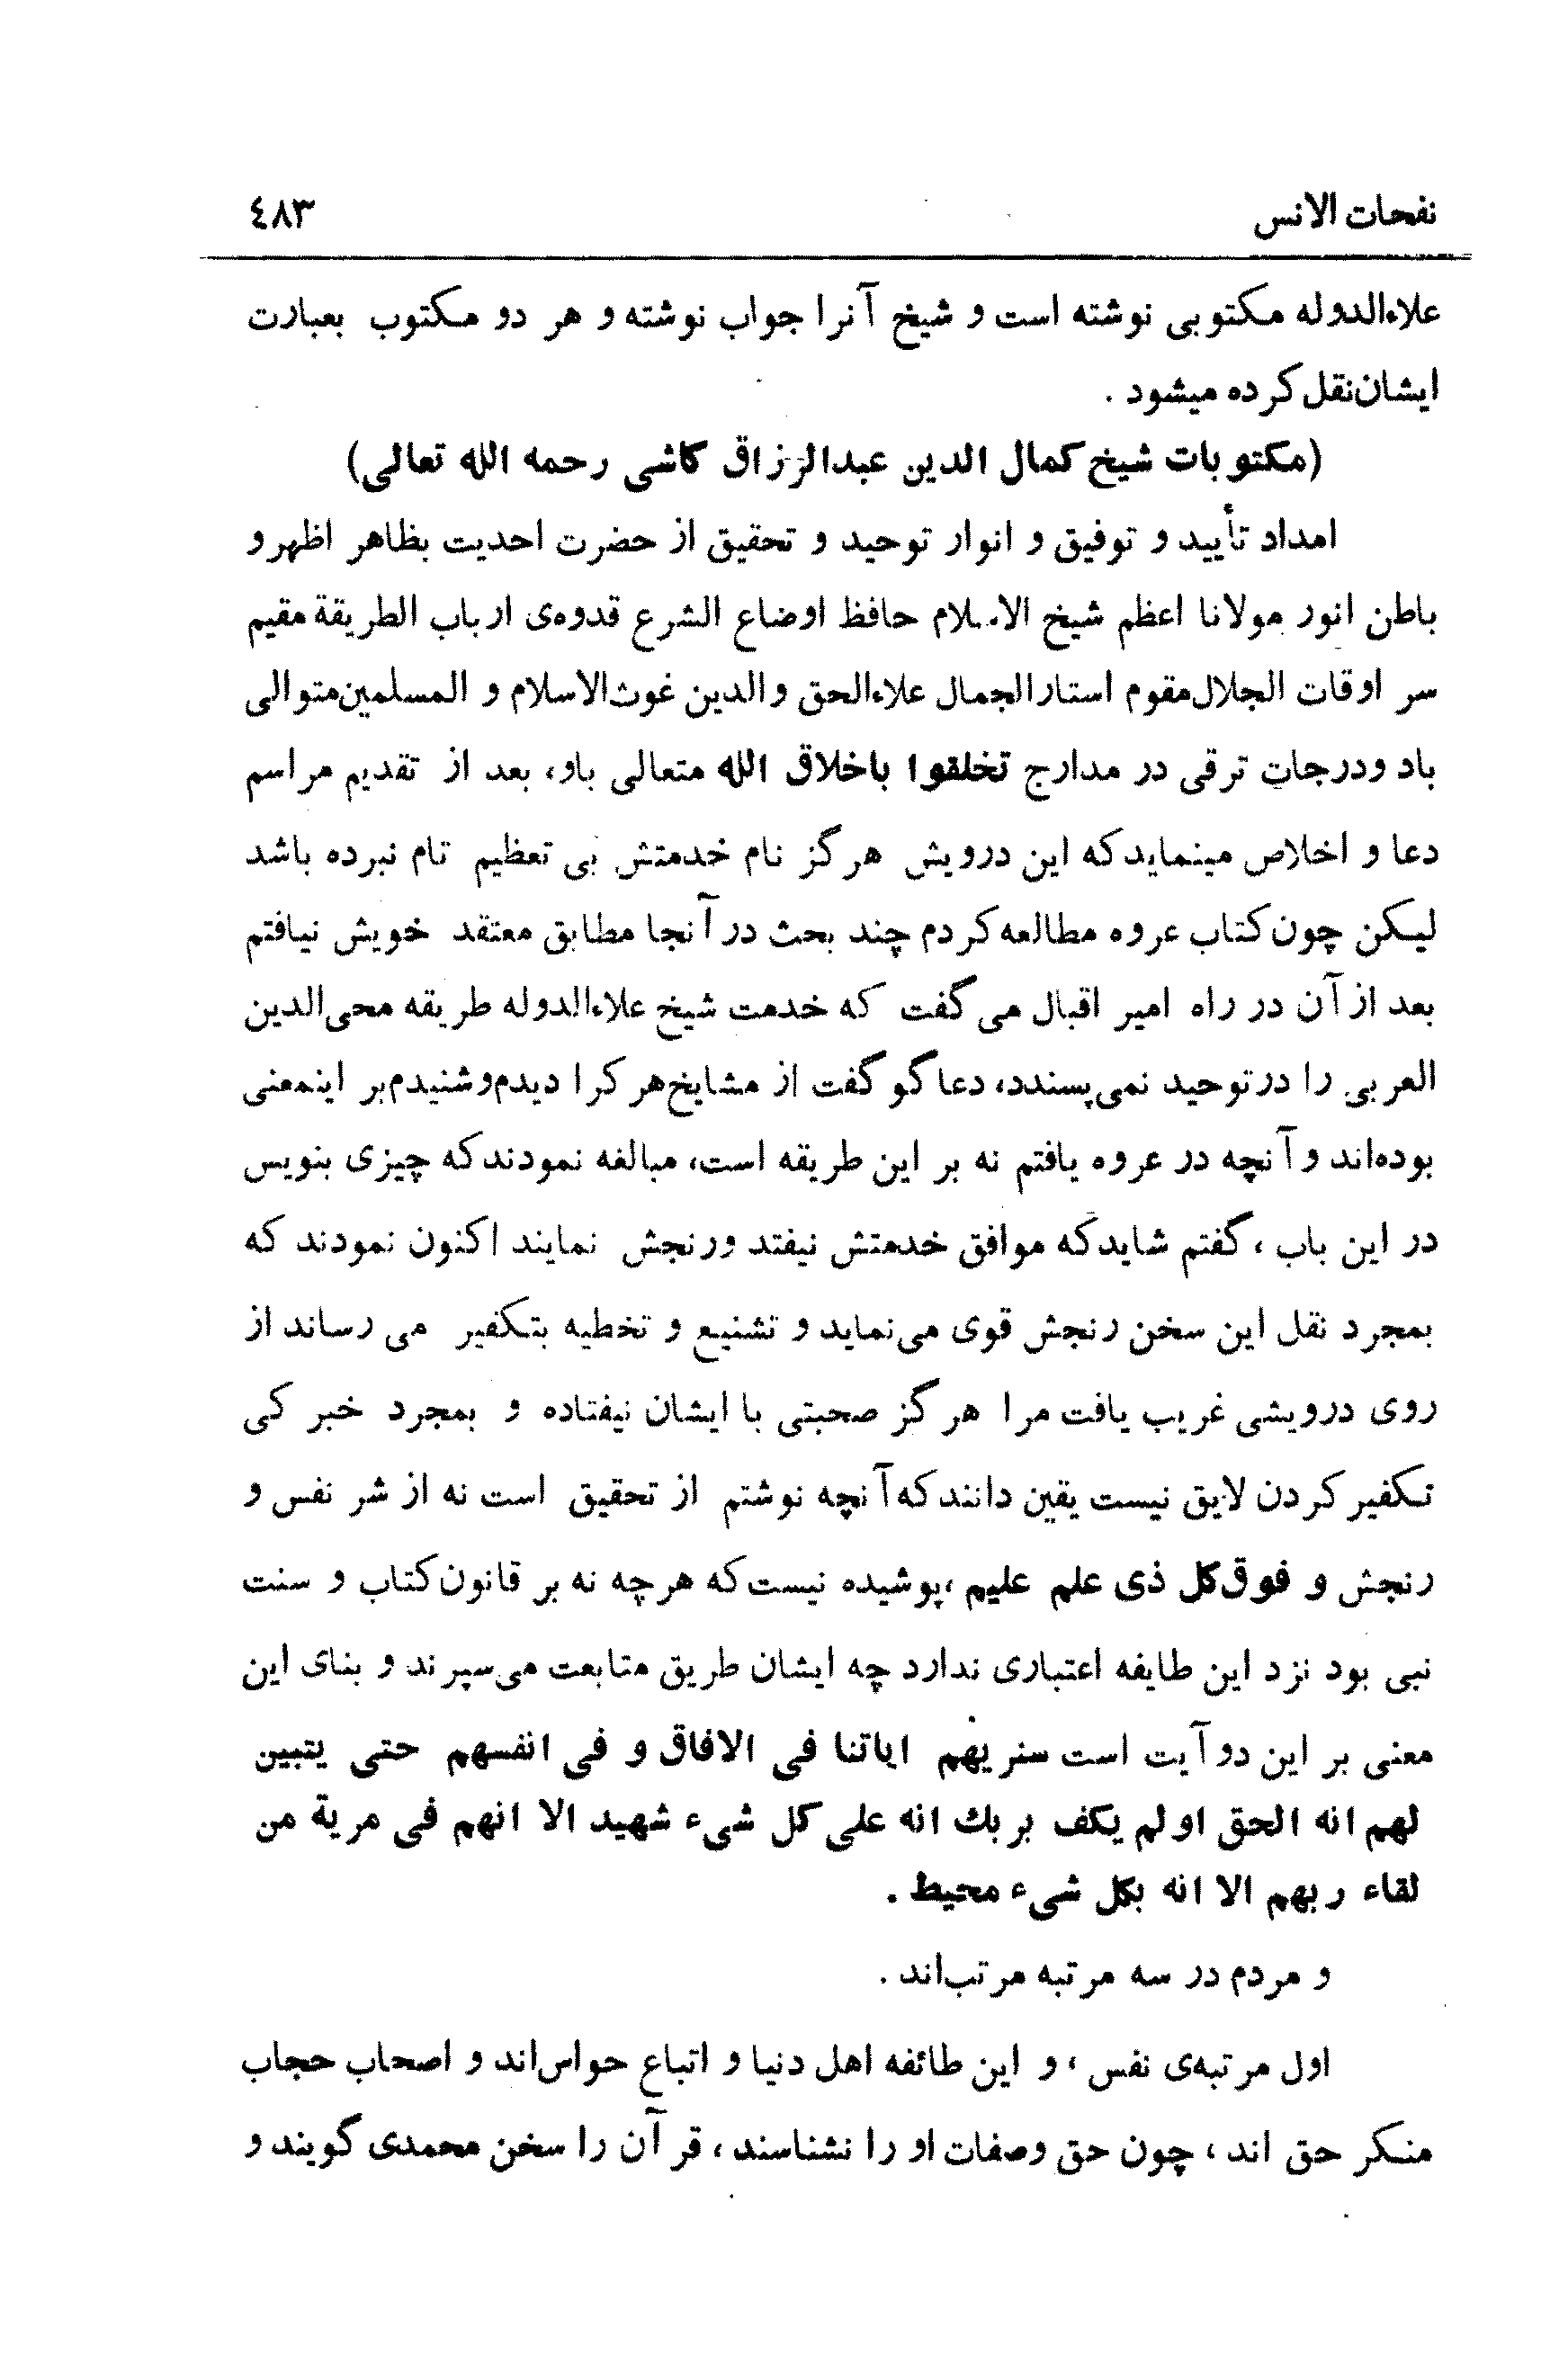 نفحات الانس ٤٨٣
علاءالدوله مکتوبی نوشته است و شیخ آنرا جواب نوشته و هر دو مکتوب بعبارت
ایشان نقل کرده میشود .
(مکتوبات شیخ کمال الدین عبدالرزاق کاشی رحمه الله تعالی)
امداد تأیید و توفیق و انوار توحید و تحقیق از حضرت احدیت بظاهر اظهر و
باطن انور مولانا اعظم شیخ الاسلام حافظ اوضاع الشرع قدوه‌ی ارباب الطریقة مقیم
سر اوقات الجلال مقوم استارالجمال علاءالحق والدین غوث‌الاسلام و المسلمین متوالی
باد ودرجات ترقی در مدارج تخلقوا باخلاق الله متعالی باو، بعد از تقدیم مراسم
دعا و اخلاص مینماید که این درویش هرگز نام خدمتش بی تعظیم تام نبرده باشد
لیکن چون کتاب عروه مطالعه کردم چند بحث در آنجا مطابق معتقد خویش نیافتم
بعد از آن در راه امیر اقبال می گفت که خدمت شیخ علاءالدوله طریقه محی‌الدین
العربی را در توحید نمی‌پسندد، دعا گو گفت از مشایخ هر کرا دیدم و شنیدم بر اینمعنی
بوده‌اند و آنچه در عروه یافتم نه بر این طریقه است، مبالغه نمودند که چیزی بنویس
در این باب ، گفتم شاید که موافق خدمتش نیفتد ورنجش نمایند اکنون نمودند که
بمجرد نقل این سخن رنجش قوی می‌نماید و تشنیع و تخطیه بتکفیر می رساند از
روی درویشی غریب یافت مرا هرگز صحبتی با ایشان نیفتاده و بمجرد خبر کی
تکفیر کردن لایق نیست یقین دانند که آنچه نوشتم از تحقیق است نه از شر نفس و
رنجش و فوق کل ذی علم علیم ،پوشیده نیست که هرچه نه بر قانون کتاب و سنت
نبی بود نزد این طایفه اعتباری ندارد چه ایشان طریق متابعت می‌سپرند و بنای این
معنی بر این دو آیت است سنریهم ایاتنا فی الافاق و فی انفسهم حتی یتبین
لهم انه الحق اولم یکف بربك انه علی کل شیء شهید الا انهم فی مریة من
لقاء ربهم الا انه بکل شیء محیط .
و مردم در سه مرتبه مرتب‌اند .
اول مرتبه‌ی نفس ، و این طائفه اهل دنیا و اتباع حواس‌اند و اصحاب حجاب
منکر حق اند ، چون حق وصفات او را نشناسند ، قرآن را سخن محمدی گویند و